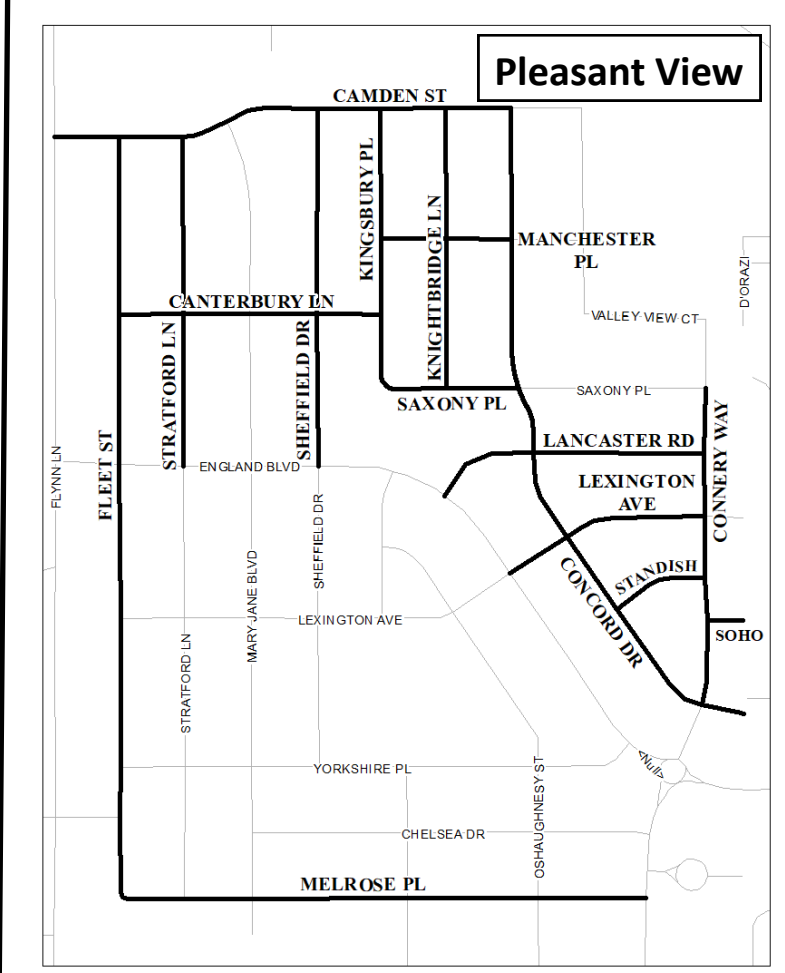 Pleasant View
CAMDEN ST
KINGSBURY PL
KNIGHTBRIDGE LN
MANCHESTER
PL
D'ORAZI
CANTERBURY LN
VALLEY VIEW CT
STRATFORD LN
SHEFFIELD DR
SAXONY PL
SAXONY PL
FLEET ST
FLYNN LN
LANCASTER RD
CONNERY WAY
ENGLAND BLVD
LEXINGTON
AVE
SHEFFIELD DR
MARY JANE BLVD
STANDISH
CONCORD DR
LEXINGTON AVE
SOHO
STRATFORD LN
YORKSHIRE PL
<Null>
OSHAUGHNESY ST
CHELSEA DR
MELROSE PL